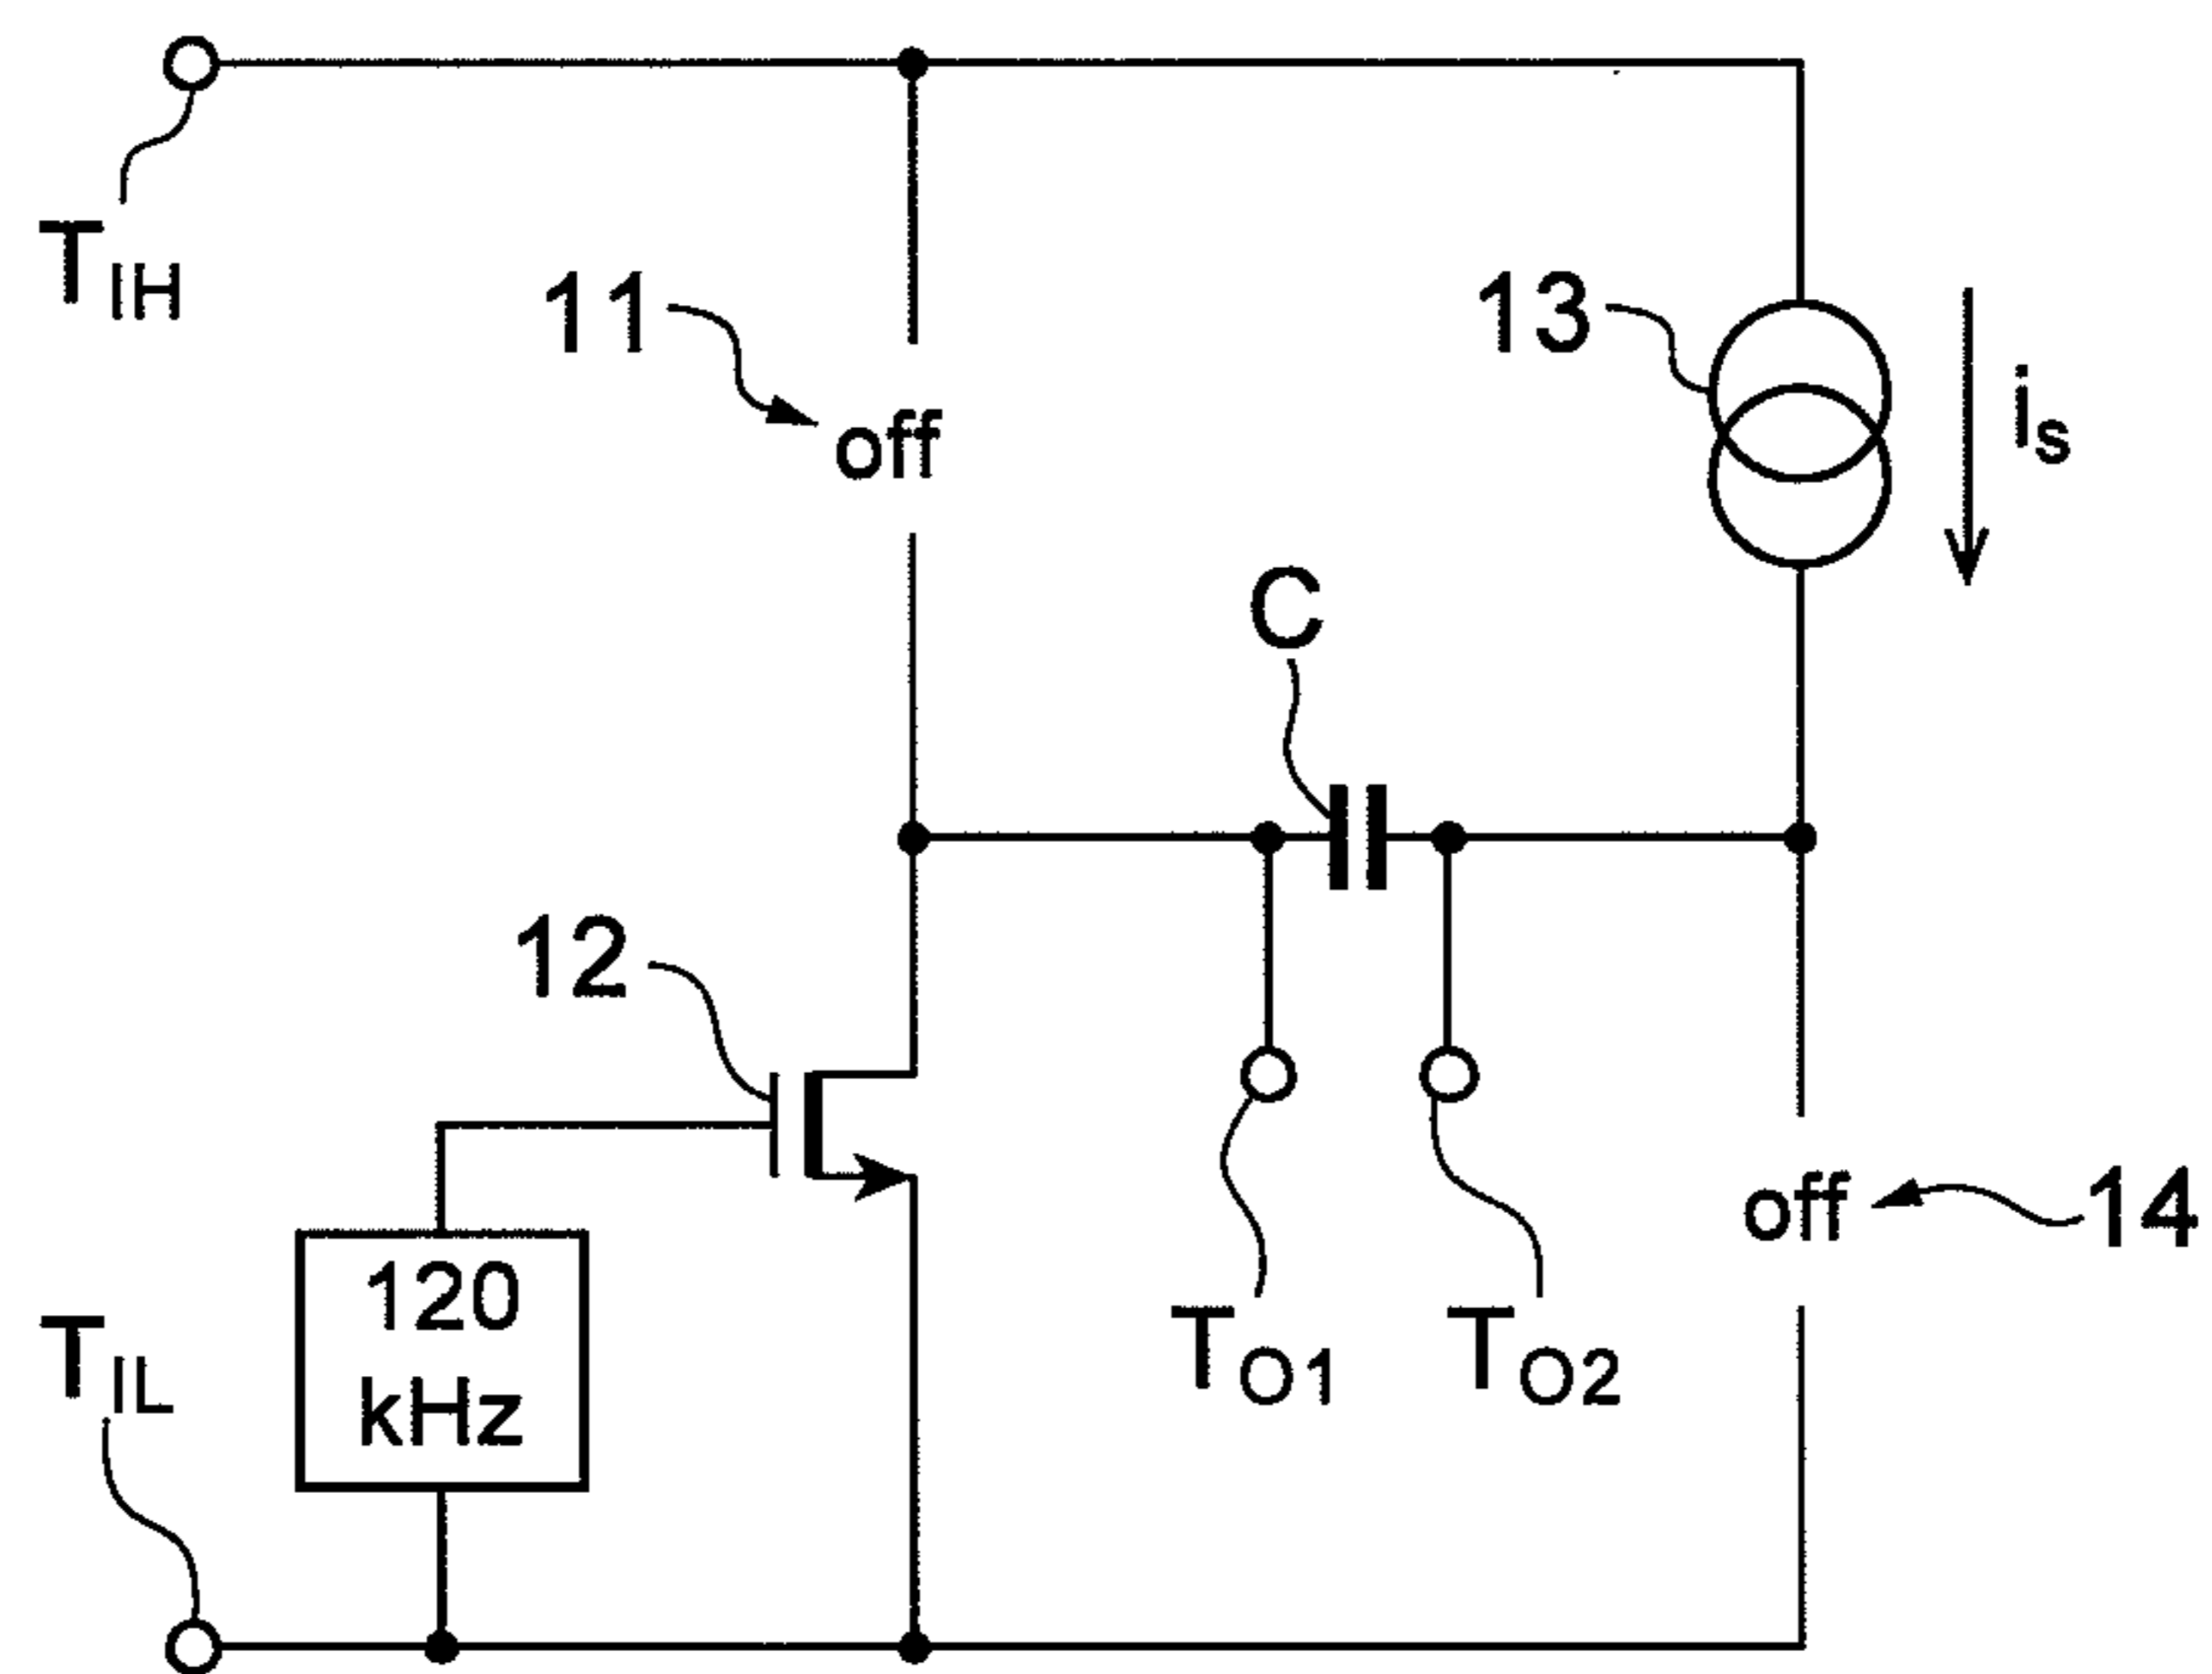 T_IH
11
off
13
i_s
C
12
120
kHz
T_IL
T_O1
T_O2
off
14